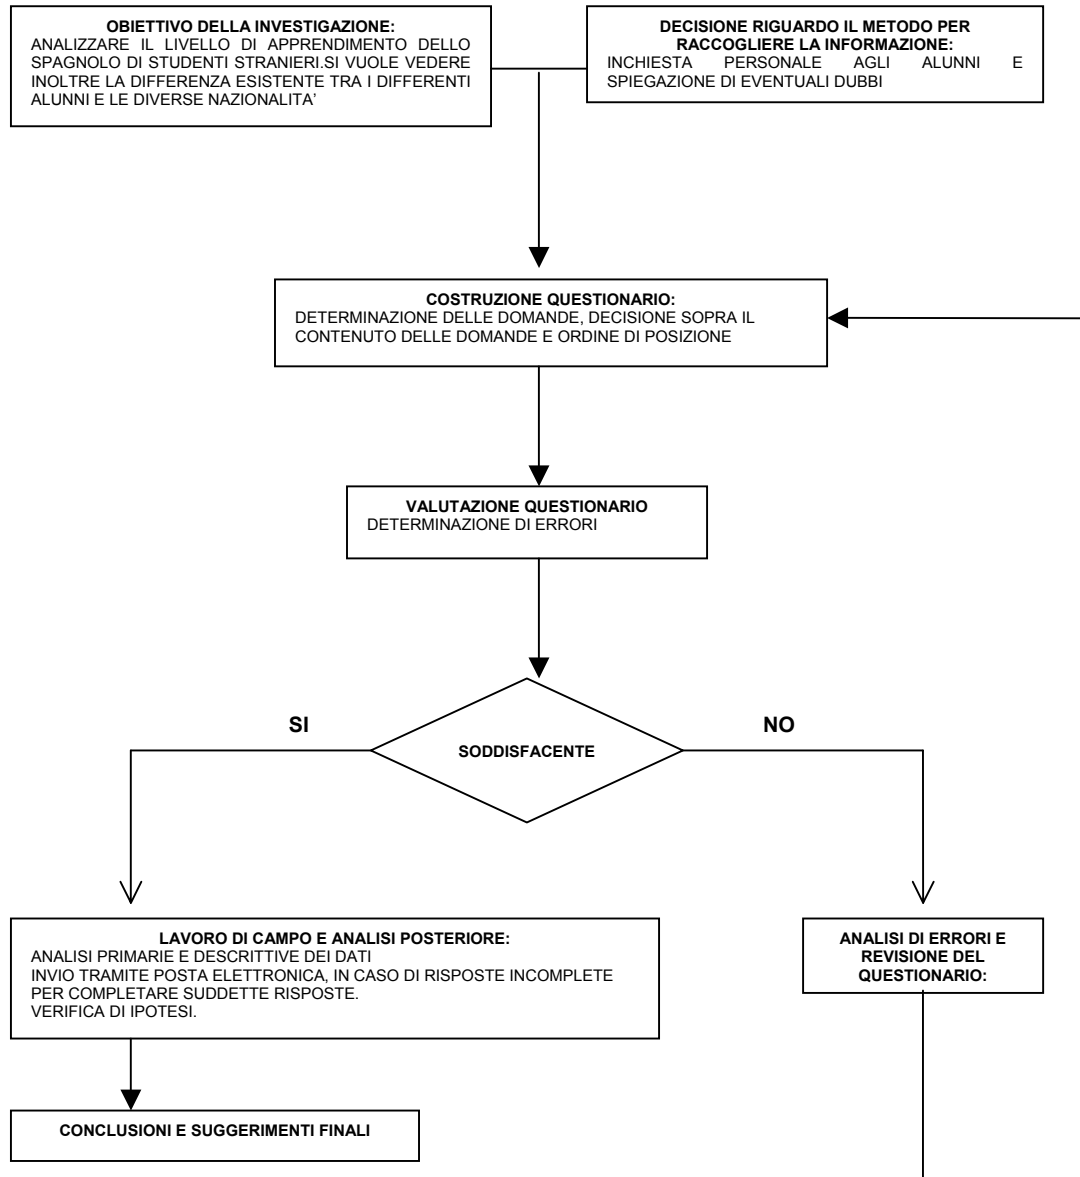 OBIETTIVO DELLA INVESTIGAZIONE:
ANALIZZARE IL LIVELLO DI APPRENDIMENTO DELLO
SPAGNOLO DI STUDENTI STRANIERI.SI VUOLE VEDERE
INOLTRE LA DIFFERENZA ESISTENTE TRA I DIFFERENTI
ALUNNI E LE DIVERSE NAZIONALITA’
DECISIONE RIGUARDO IL METODO PER
RACCOGLIERE LA INFORMAZIONE:
INCHIESTA PERSONALE AGLI ALUNNI E
SPIEGAZIONE DI EVENTUALI DUBBI
COSTRUZIONE QUESTIONARIO:
DETERMINAZIONE DELLE DOMANDE, DECISIONE SOPRA IL
CONTENUTO DELLE DOMANDE E ORDINE DI POSIZIONE
VALUTAZIONE QUESTIONARIO
DETERMINAZIONE DI ERRORI
SI
NO
SODDISFACENTE
LAVORO DI CAMPO E ANALISI POSTERIORE:
ANALISI PRIMARIE E DESCRITTIVE DEI DATI
INVIO TRAMITE POSTA ELETTRONICA, IN CASO DI RISPOSTE INCOMPLETE
PER COMPLETARE SUDDETTE RISPOSTE.
VERIFICA DI IPOTESI.
ANALISI DI ERRORI E
REVISIONE DEL
QUESTIONARIO:
CONCLUSIONI E SUGGERIMENTI FINALI